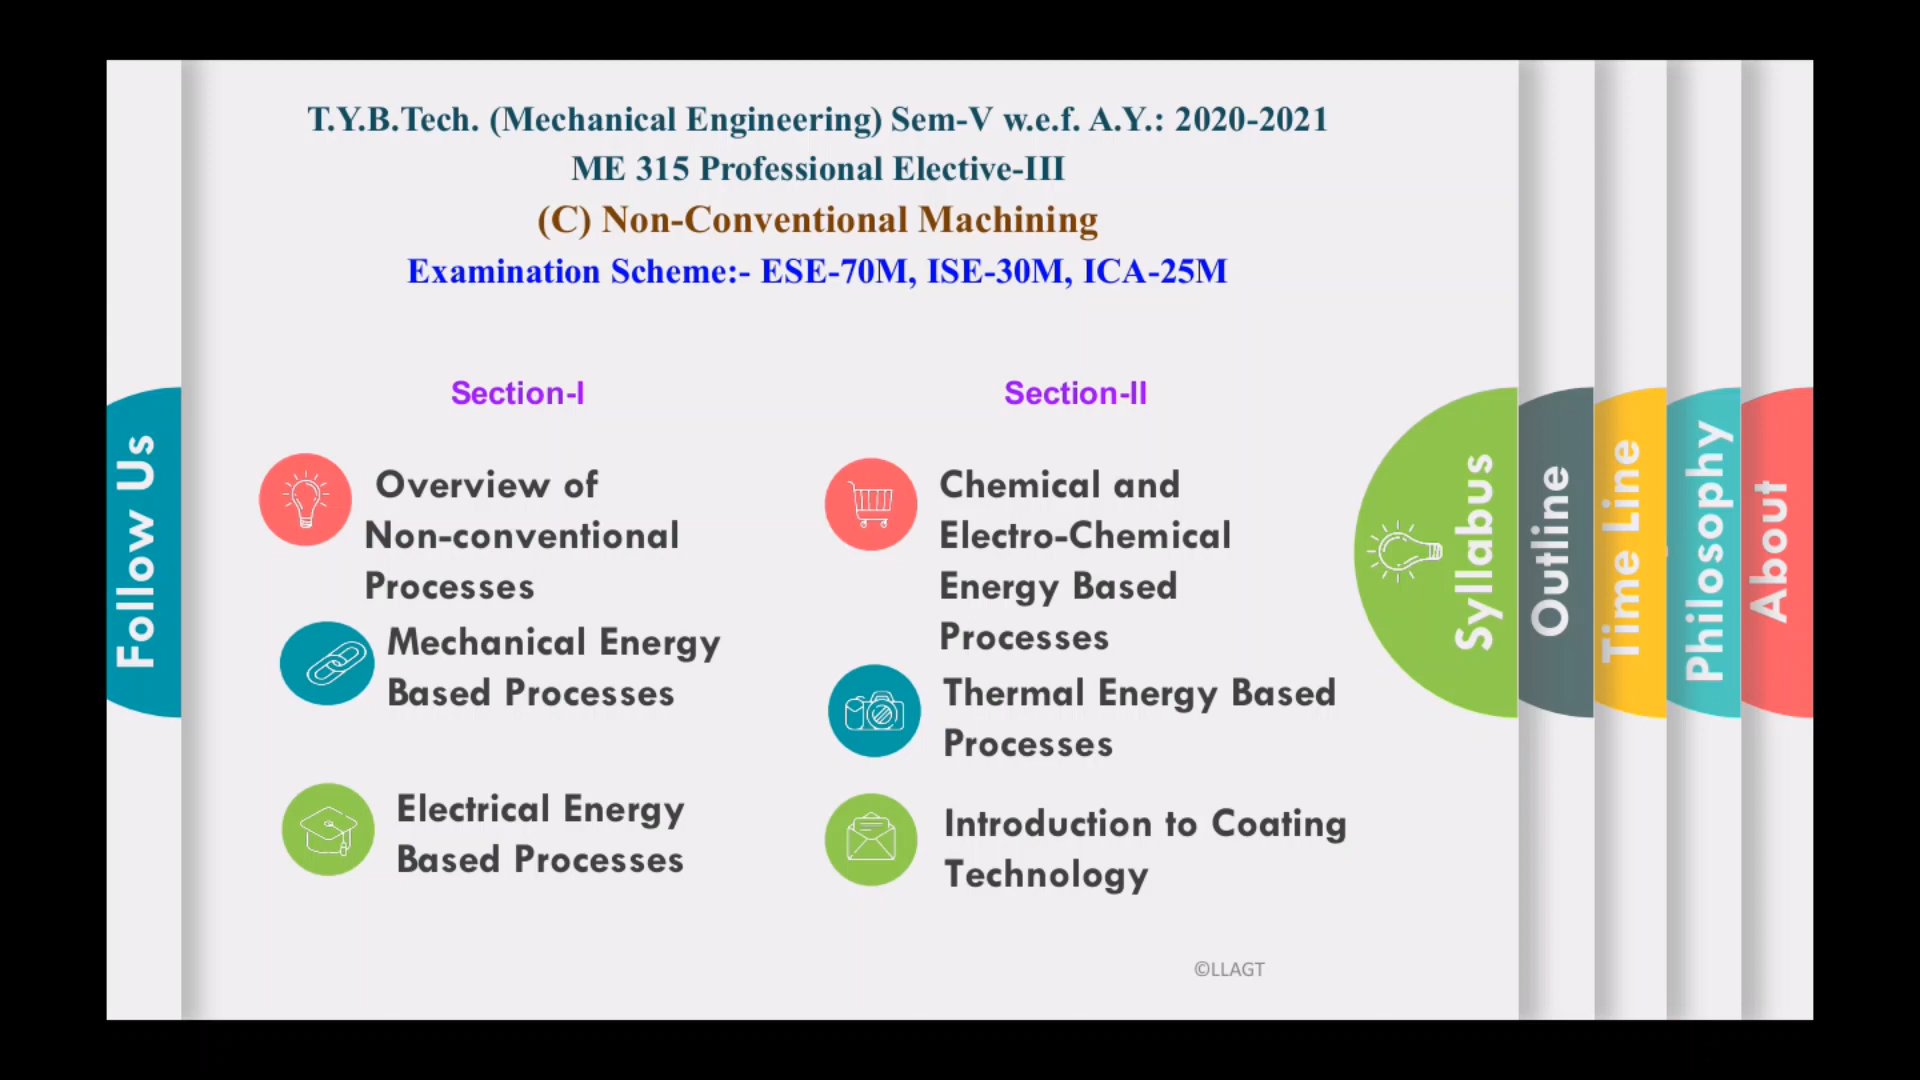 T.Y.B.Tech. (Mechanical Engineering) Sem-V w.e.f. A.Y.: 2020-2021
ME 315 Professional Elective-III
(C) Non-Conventional Machining
Examination Scheme:- ESE-70M, ISE-30M, ICA-25M
Follow Us
Section-I
Overview of
Non-conventional
Processes
Mechanical Energy
Based Processes
Electrical Energy
Based Processes
Section-II
Chemical and
Electro-Chemical
Energy Based
Processes
Thermal Energy Based
Processes
Introduction to Coating
Technology
©LLAGT
Syllabus
Outline
Time Line
Philosophy
About